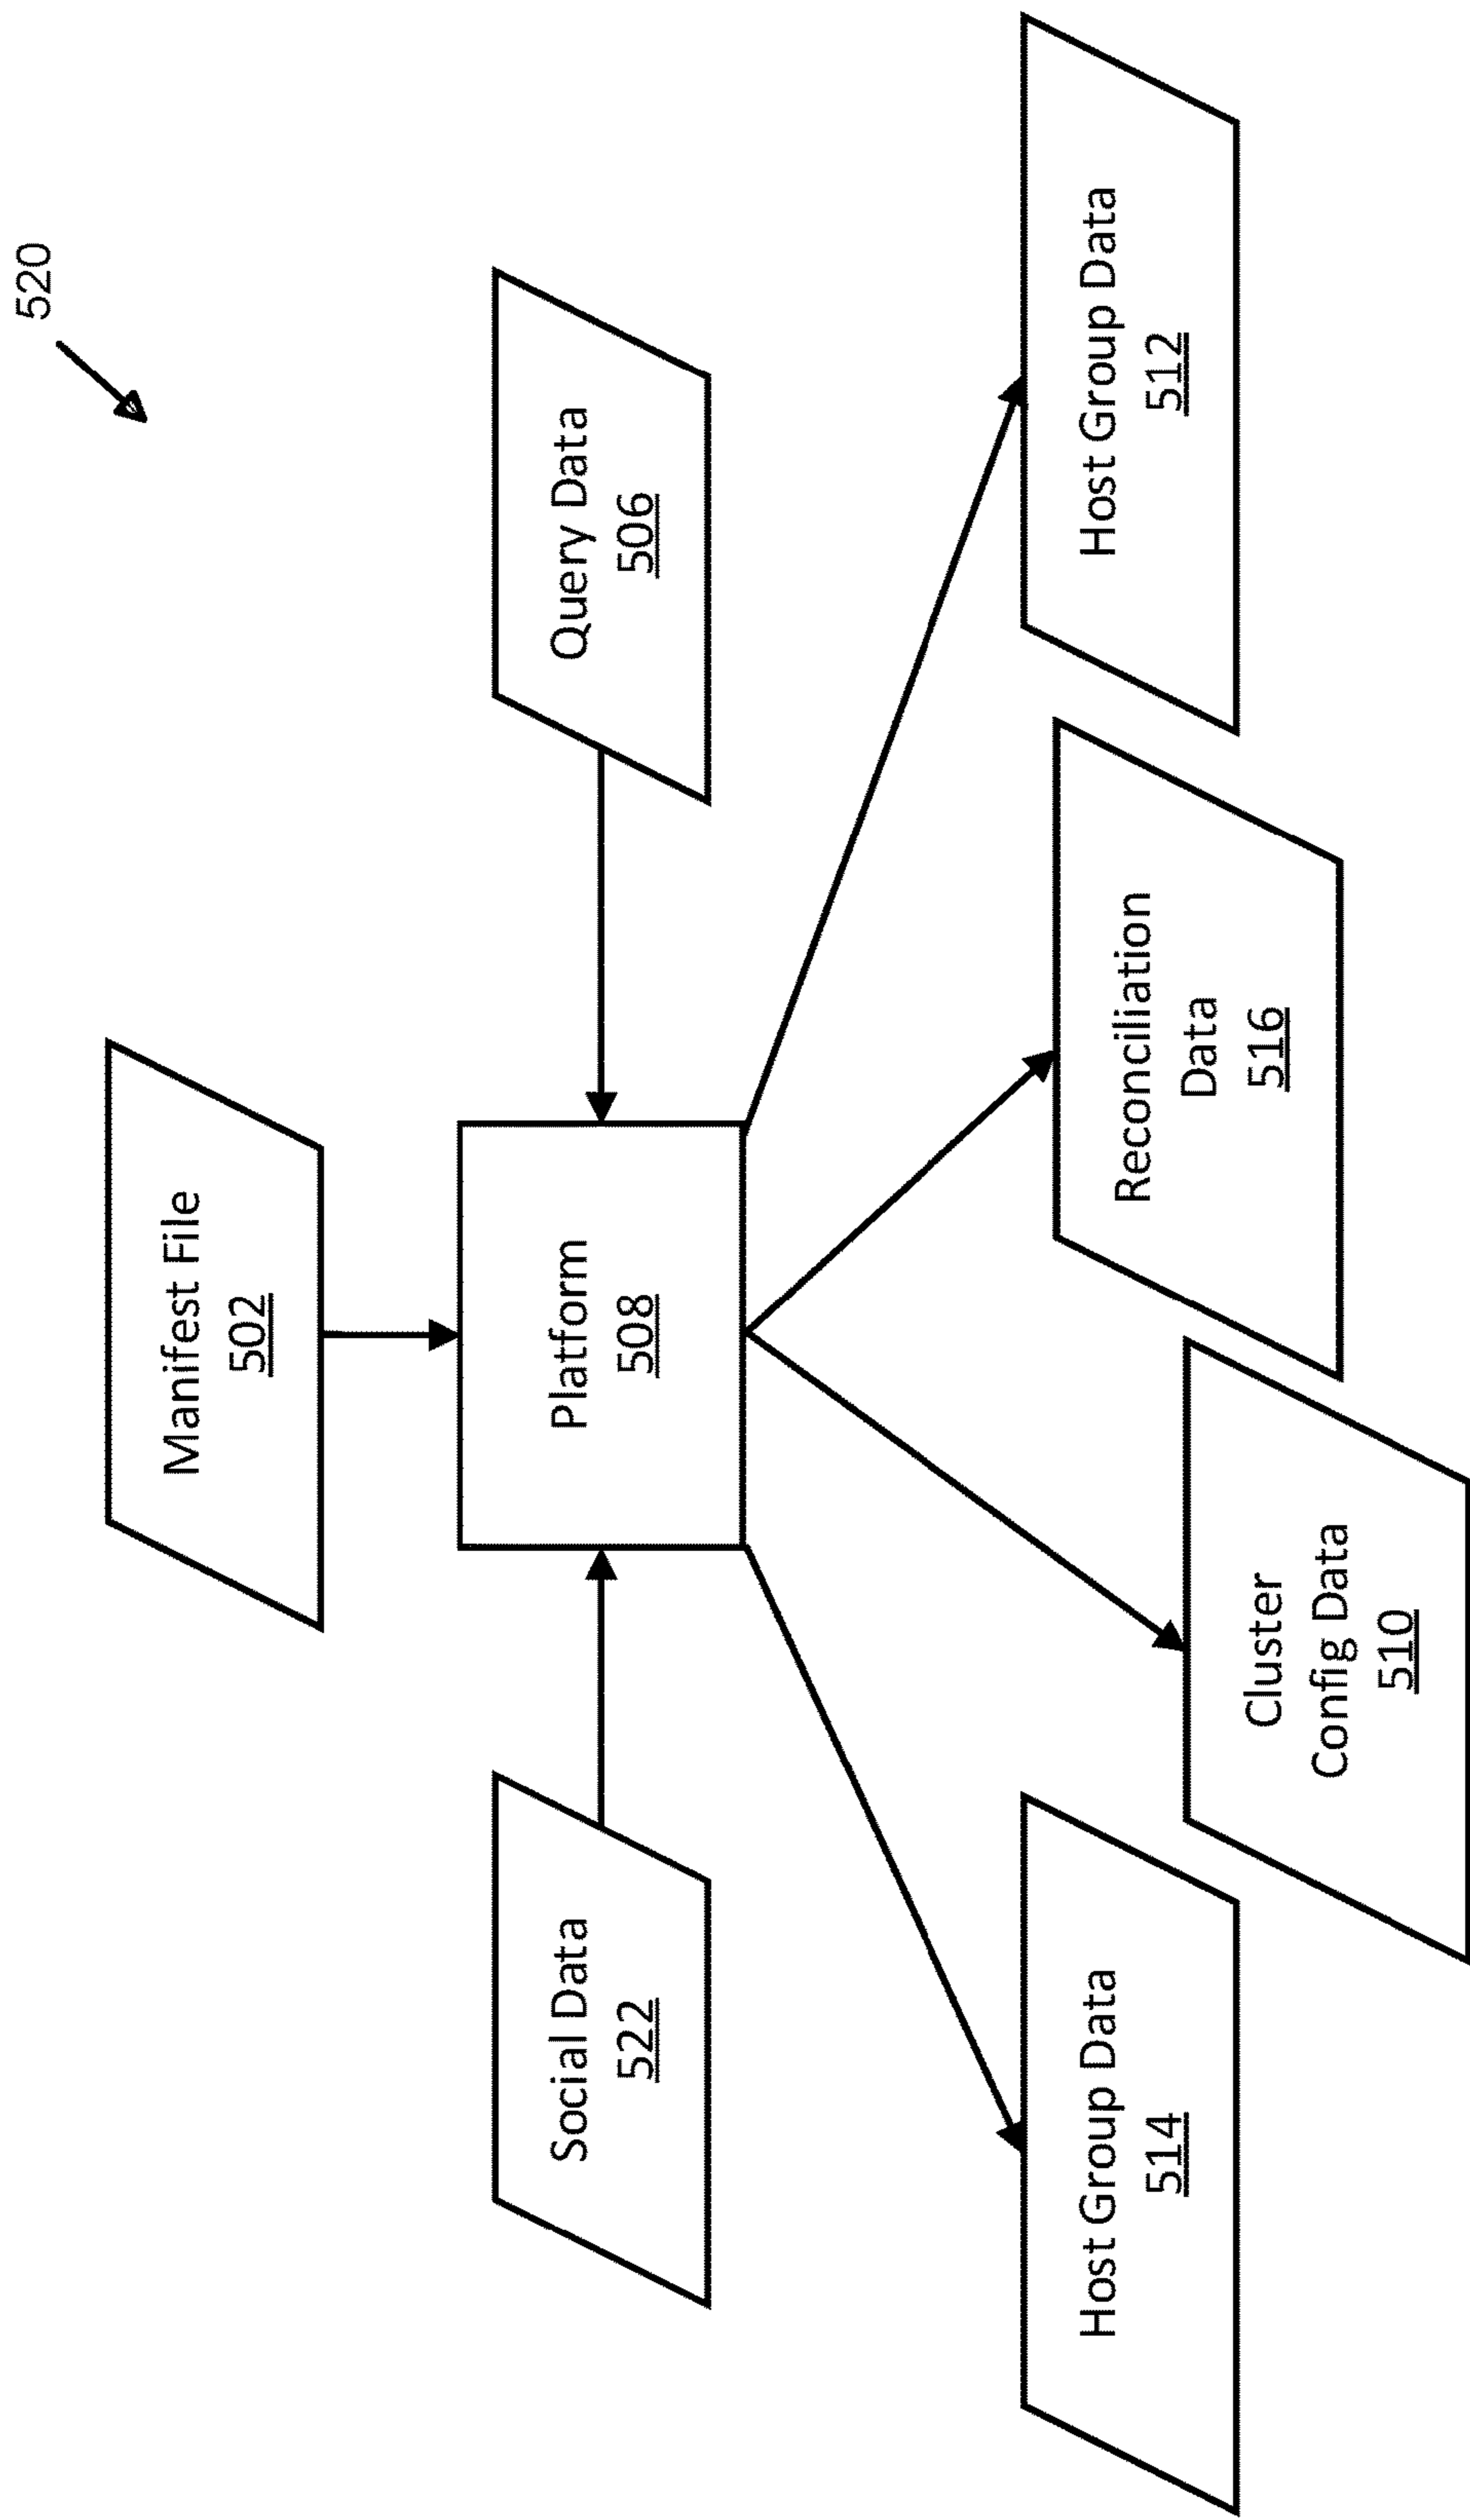 520
Manifest File
502
Social Data
522
Platform
508
Query Data
506
Host Group Data
514
Cluster
Config Data
510
Reconciliation
Data
516
Host Group Data
512